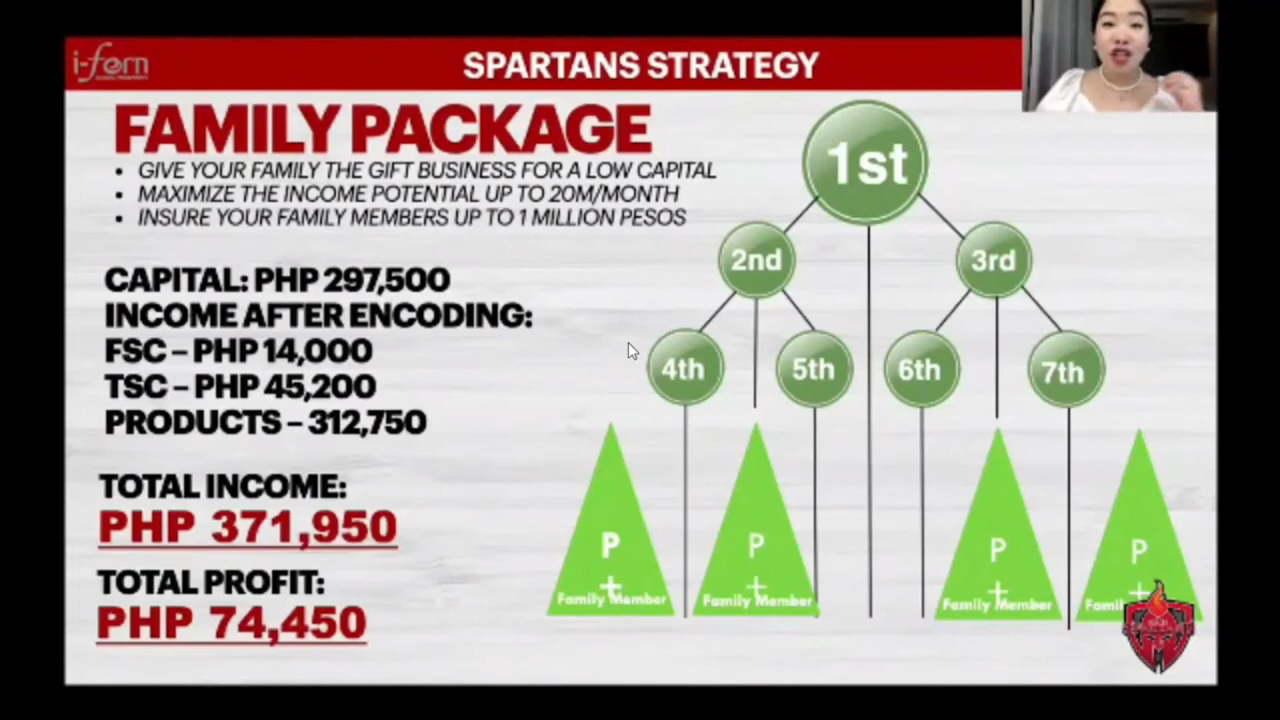 i-fern
SPARTANS STRATEGY
FAMILY PACKAGE
• GIVE YOUR FAMILY THE GIFT BUSINESS FOR A LOW CAPITAL
• MAXIMIZE THE INCOME POTENTIAL UP TO 20M/MONTH
• INSURE YOUR FAMILY MEMBERS UP TO 1 MILLION PESOS
CAPITAL: PHP 297,500
INCOME AFTER ENCODING:
FSC – PHP 14,000
TSC – PHP 45,200
PRODUCTS – 312,750
TOTAL INCOME:
PHP 371,950
TOTAL PROFIT:
PHP 74,450
1st
2nd
3rd
4th
5th
6th
7th
P
+
Family Member
P
+
Family Member
P
+
Family Member
P
+